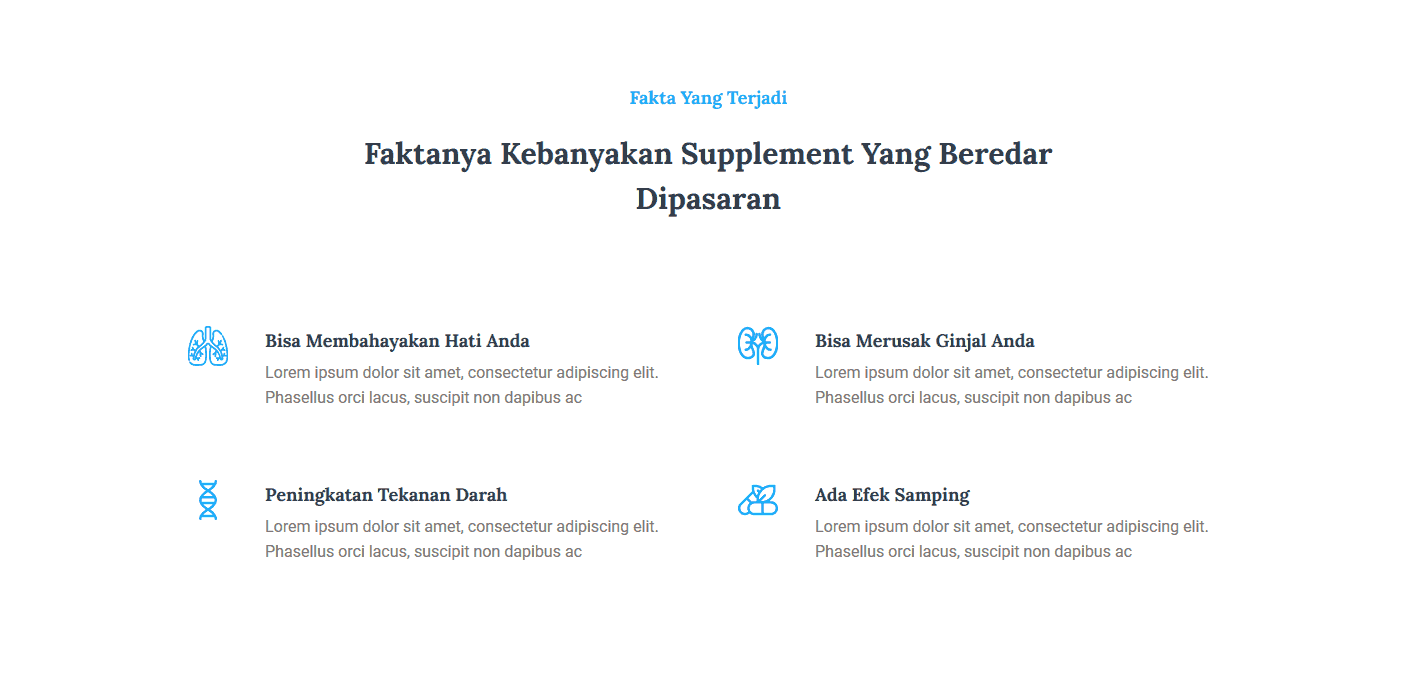 Fakta Yang Terjadi
Faktanya Kebanyakan Supplement Yang Beredar
Dipasaran
Bisa Membahayakan Hati Anda
Lorem ipsum dolor sit amet, consectetur adipiscing elit.
Phasellus orci lacus, suscipit non dapibus ac
Bisa Merusak Ginjal Anda
Lorem ipsum dolor sit amet, consectetur adipiscing elit.
Phasellus orci lacus, suscipit non dapibus ac
Peningkatan Tekanan Darah
Lorem ipsum dolor sit amet, consectetur adipiscing elit.
Phasellus orci lacus, suscipit non dapibus ac
Ada Efek Samping
Lorem ipsum dolor sit amet, consectetur adipiscing elit.
Phasellus orci lacus, suscipit non dapibus ac